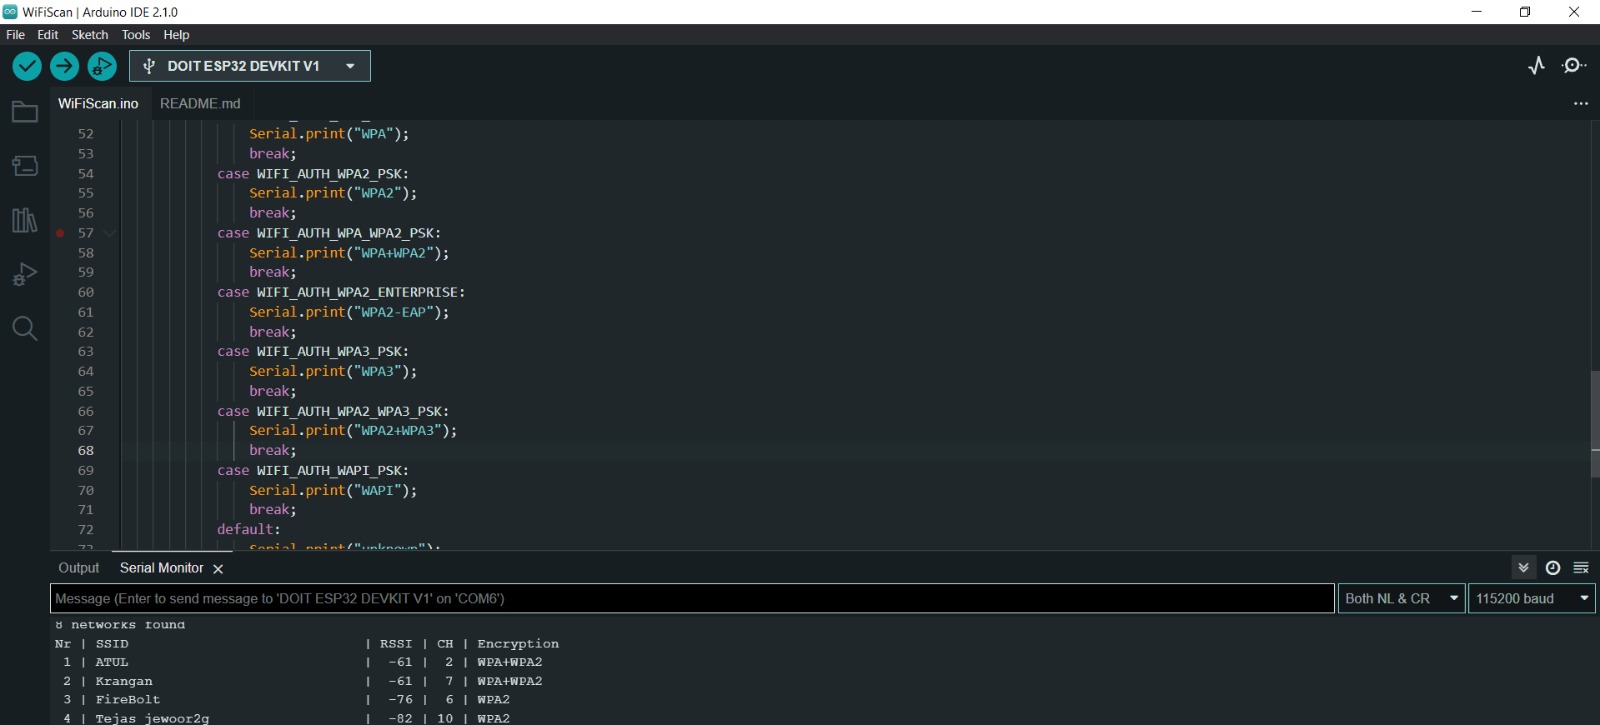 WiFiScan | Arduino IDE 2.1.0
File Edit Sketch Tools Help
DOIT ESP32 DEVKIT V1
WiFiScan.ino README.md
52 Serial.print("WPA");
53 break;
54 case WIFI_AUTH_WPA2_PSK:
55 Serial.print("WPA2");
56 break;
57 case WIFI_AUTH_WPA_WPA2_PSK:
58 Serial.print("WPA+WPA2");
59 break;
60 case WIFI_AUTH_WPA2_ENTERPRISE:
61 Serial.print("WPA2-EAP");
62 break;
63 case WIFI_AUTH_WPA3_PSK:
64 Serial.print("WPA3");
65 break;
66 case WIFI_AUTH_WPA2_WPA3_PSK:
67 Serial.print("WPA2+WPA3");
68 break;
69 case WIFI_AUTH_WAPI_PSK:
70 Serial.print("WAPI");
71 break;
72 default:
73 Serial.print("unknown");
Output Serial Monitor
Message (Enter to send message to 'DOIT ESP32 DEVKIT V1' on 'COM6') Both NL & CR 115200 baud
8 networks found
Nr | SSID | RSSI | CH | Encryption
1 | ATUL | -61 | 2 | WPA+WPA2
2 | Krangan | -61 | 7 | WPA+WPA2
3 | FireBolt | -76 | 6 | WPA2
4 | Tejas jewoor2g | -82 | 10 | WPA2